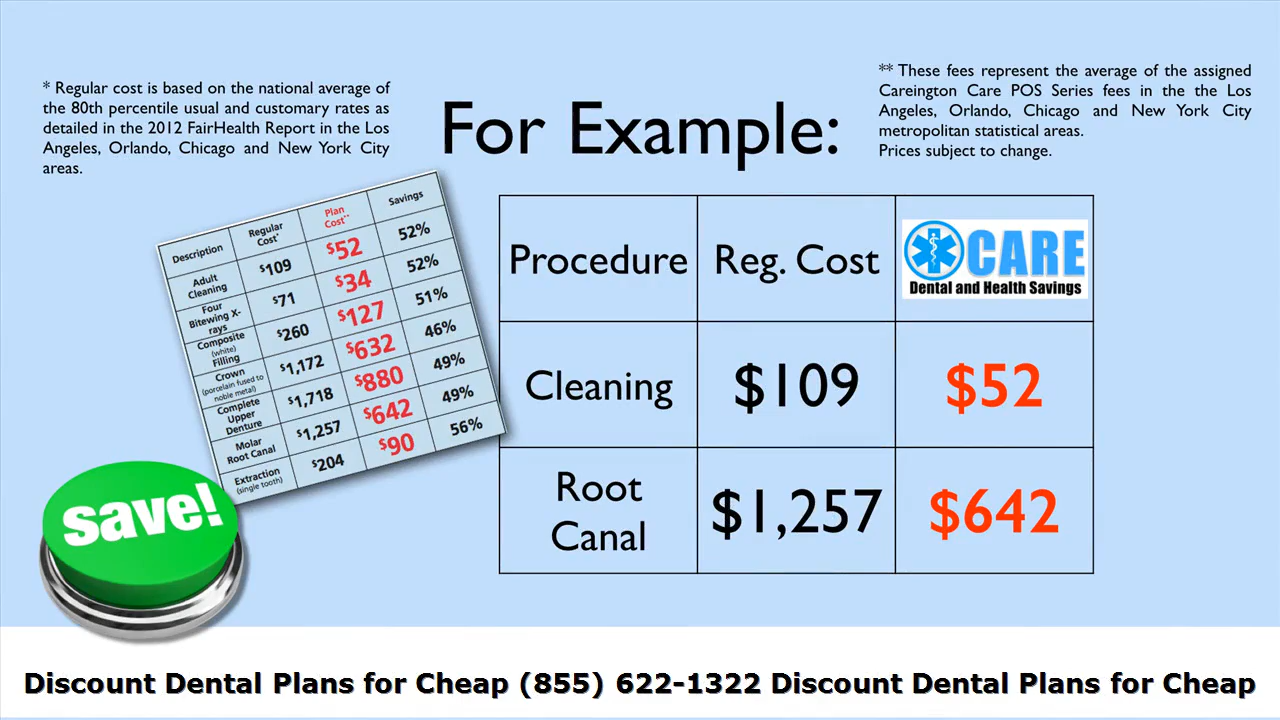 * Regular cost is based on the national average of
the 80th percentile usual and customary rates as
detailed in the 2012 FairHealth Report in the Los
Angeles, Orlando, Chicago and New York City
areas.
For Example:
** These fees represent the average of the assigned
Careington Care POS Series fees in the the Los
Angeles, Orlando, Chicago and New York City
metropolitan statistical areas.
Prices subject to change.
Description Regular Cost* Plan Cost** Savings
Adult Cleaning $109 $52 52%
Four Bitewing X-rays $71 $34 52%
Composite (white) Filling $260 $127 51%
Crown (porcelain fused to noble metal) $1,172 $632 46%
Complete Upper Denture $1,718 $880 49%
Molar Root Canal $1,257 $642 49%
Extraction (single tooth) $204 $90 56%
Procedure Reg. Cost CARE
Dental and Health Savings
Cleaning $109 $52
Root Canal $1,257 $642
save!
Discount Dental Plans for Cheap (855) 622-1322 Discount Dental Plans for Cheap